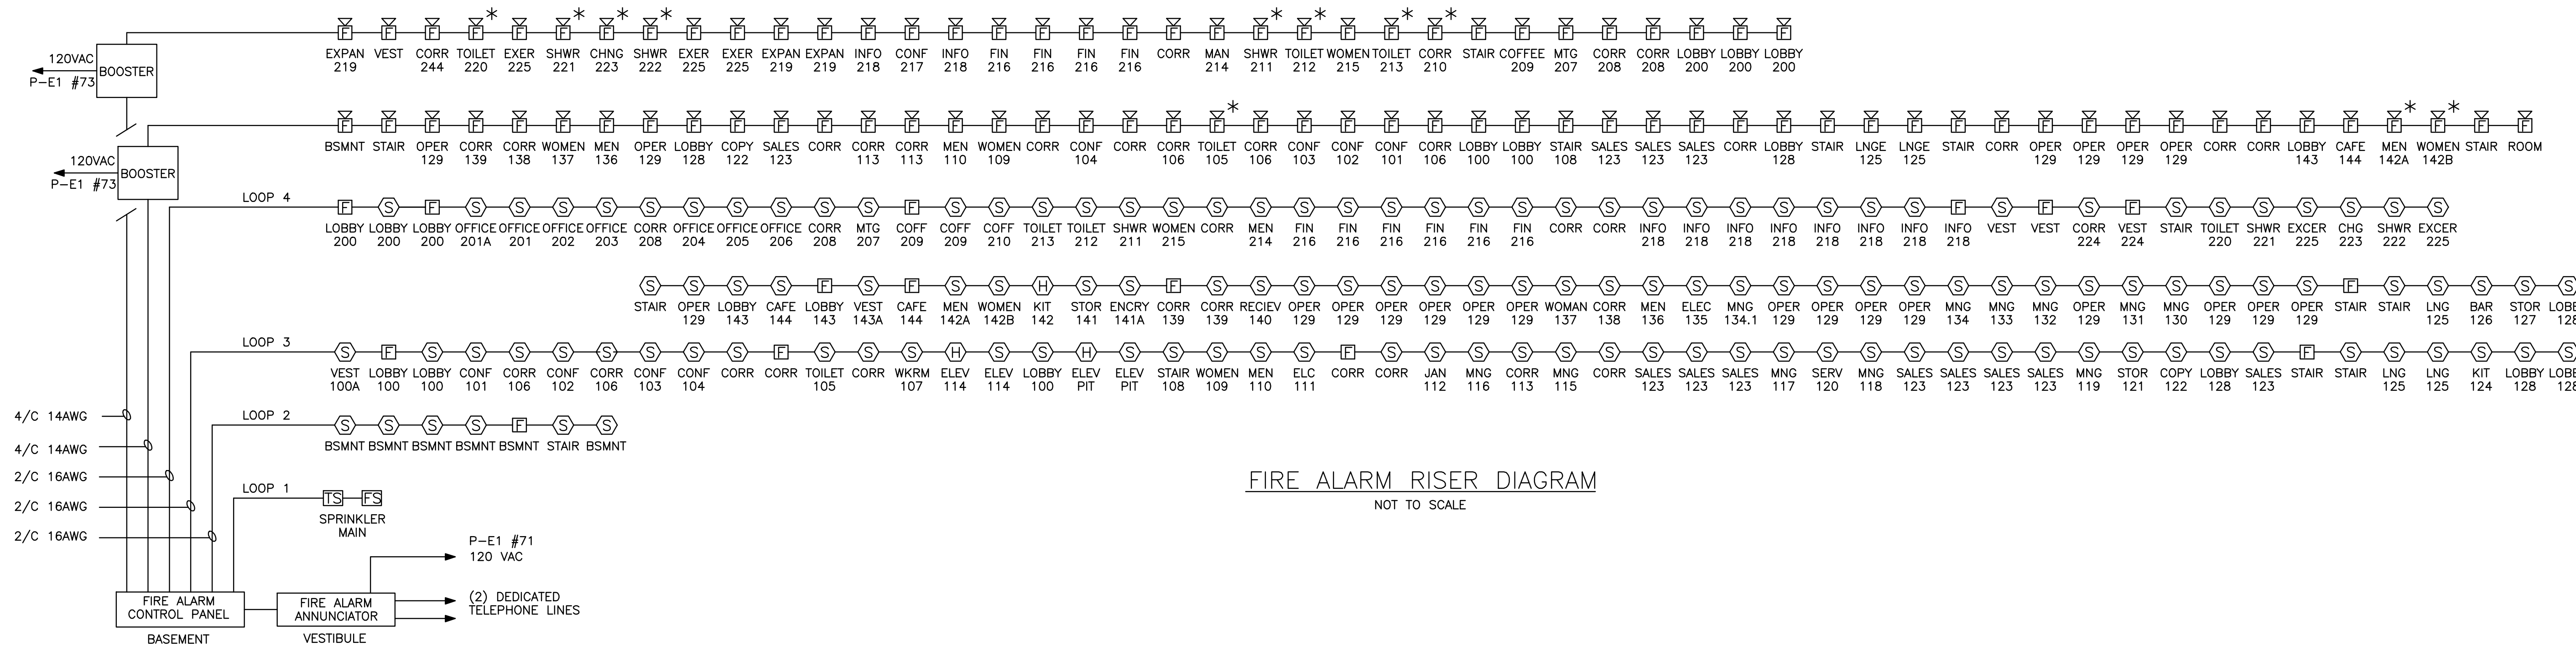 F F F F F F F F F F F F F F F F F F F F F F F F F F F F F F F F F F
* * * * * * * *
EXPAN VEST CORR TOILET EXER SHWR CHNG SHWR EXER EXER EXPAN EXPAN INFO CONF INFO FIN FIN FIN FIN CORR MAN SHWR TOILET WOMEN TOILET CORR STAIR COFFEE MTG CORR CORR LOBBY LOBBY LOBBY
219 244 220 225 221 223 222 225 225 219 219 218 217 218 216 216 216 216 214 211 212 215 213 210 209 207 208 208 200 200 200
120VAC
BOOSTER
P-E1 #73
F F F F F F F F F F F F F F F F F F F F F F F F F F F F F F F F F F F F F F F F F F F F F F F F F F F
* * *
BSMNT STAIR OPER CORR CORR WOMEN MEN OPER LOBBY COPY SALES CORR CORR CORR MEN WOMEN CORR CONF CORR CORR TOILET CORR CONF CONF CONF CORR LOBBY LOBBY STAIR SALES SALES SALES CORR LOBBY STAIR LNGE LNGE STAIR CORR OPER OPER OPER OPER CORR CORR LOBBY CAFE MEN WOMEN STAIR ROOM
129 139 138 137 136 129 128 122 123 113 113 110 109 104 106 105 106 103 102 101 106 100 100 108 123 123 123 128 125 125 129 129 129 129 143 144 142A 142B
120VAC
BOOSTER
P-E1 #73
LOOP 4
F S F S S S S S S S S S S F S S S S S S S S S S S S S S S S S S S S S S S F S F S F S S S S S S S
LOBBY LOBBY LOBBY OFFICE OFFICE OFFICE OFFICE CORR OFFICE OFFICE OFFICE CORR MTG COFF COFF COFF TOILET TOILET SHWR WOMEN CORR MEN FIN FIN FIN FIN FIN FIN CORR CORR INFO INFO INFO INFO INFO INFO INFO INFO VEST VEST CORR VEST STAIR TOILET SHWR EXCER CHG SHWR EXCER
200 200 200 201A 201 202 203 208 204 205 206 208 207 209 209 210 213 212 211 215 214 216 216 216 216 216 216 218 218 218 218 218 218 218 218 224 224 220 221 225 223 222 225
S S S S F S F S S H S S F S S S S S S S S S S S S S S S S S S S S S S S S S S F S S S S S
STAIR OPER LOBBY CAFE LOBBY VEST CAFE MEN WOMEN KIT STOR ENCRY CORR CORR RECIEV OPER OPER OPER OPER OPER OPER WOMAN CORR MEN ELEC MNG OPER OPER OPER OPER MNG MNG MNG OPER MNG MNG OPER OPER OPER STAIR STAIR LNG BAR STOR
129 143 144 143 143A 144 142A 142B 142 141 141A 139 139 140 129 129 129 129 129 129 137 138 136 135 134.1 129 129 129 129 134 133 132 129 131 130 129 129 129 125 126 127
LOOP 3
S F S S S S S S S S F S S S H S S H S S S S S F S S S S S S S S S S S S S S S S S S S S S F S S S S S S
VEST LOBBY LOBBY CONF CORR CONF CORR CONF CONF CORR CORR TOILET CORR WKRM ELEV ELEV LOBBY ELEV ELEV STAIR WOMEN MEN ELC CORR CORR JAN MNG CORR MNG CORR SALES SALES SALES MNG SERV MNG SALES SALES SALES SALES MNG STOR COPY LOBBY SALES STAIR STAIR LNG LNG KIT LOBBY
100A 100 100 101 106 102 106 103 104 105 107 114 114 100 PIT PIT 108 109 110 111 112 116 113 115 123 123 123 117 120 118 123 123 123 123 119 121 122 128 123 125 125 124 128
LOOP 2
S S S S F S S
BSMNT BSMNT BSMNT BSMNT BSMNT STAIR BSMNT
4/C 14AWG
4/C 14AWG
2/C 16AWG
2/C 16AWG
2/C 16AWG
LOOP 1
TS FS
SPRINKLER
MAIN
FIRE ALARM RISER DIAGRAM
NOT TO SCALE
P-E1 #71
120 VAC
FIRE ALARM
CONTROL PANEL
BASEMENT
FIRE ALARM
ANNUNCIATOR
VESTIBULE
(2) DEDICATED
TELEPHONE LINES